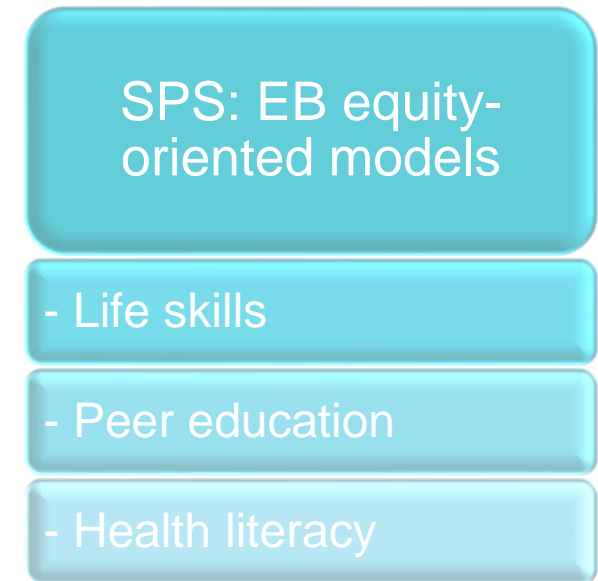 SPS: EB equity-
oriented models
- Life skills
- Peer education
- Health literacy